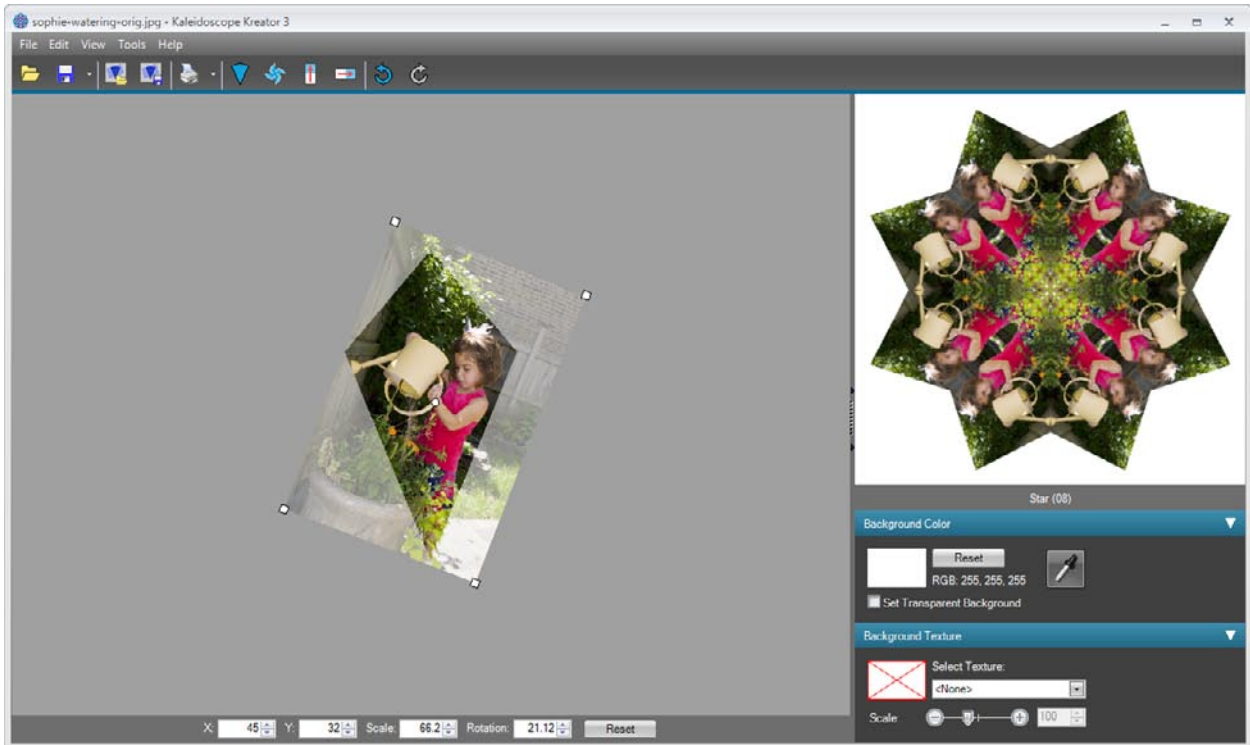 sophie-watering-orig.jpg - Kaleidoscope Kreator 3
File Edit View Tools Help
Star (08)
Background Color
Reset
RGB: 255, 255, 255
Set Transparent Background
Background Texture
Select Texture:
<None>
Scale 100
X: 45 Y: 32 Scale: 66.2 Rotation: 21.12 Reset